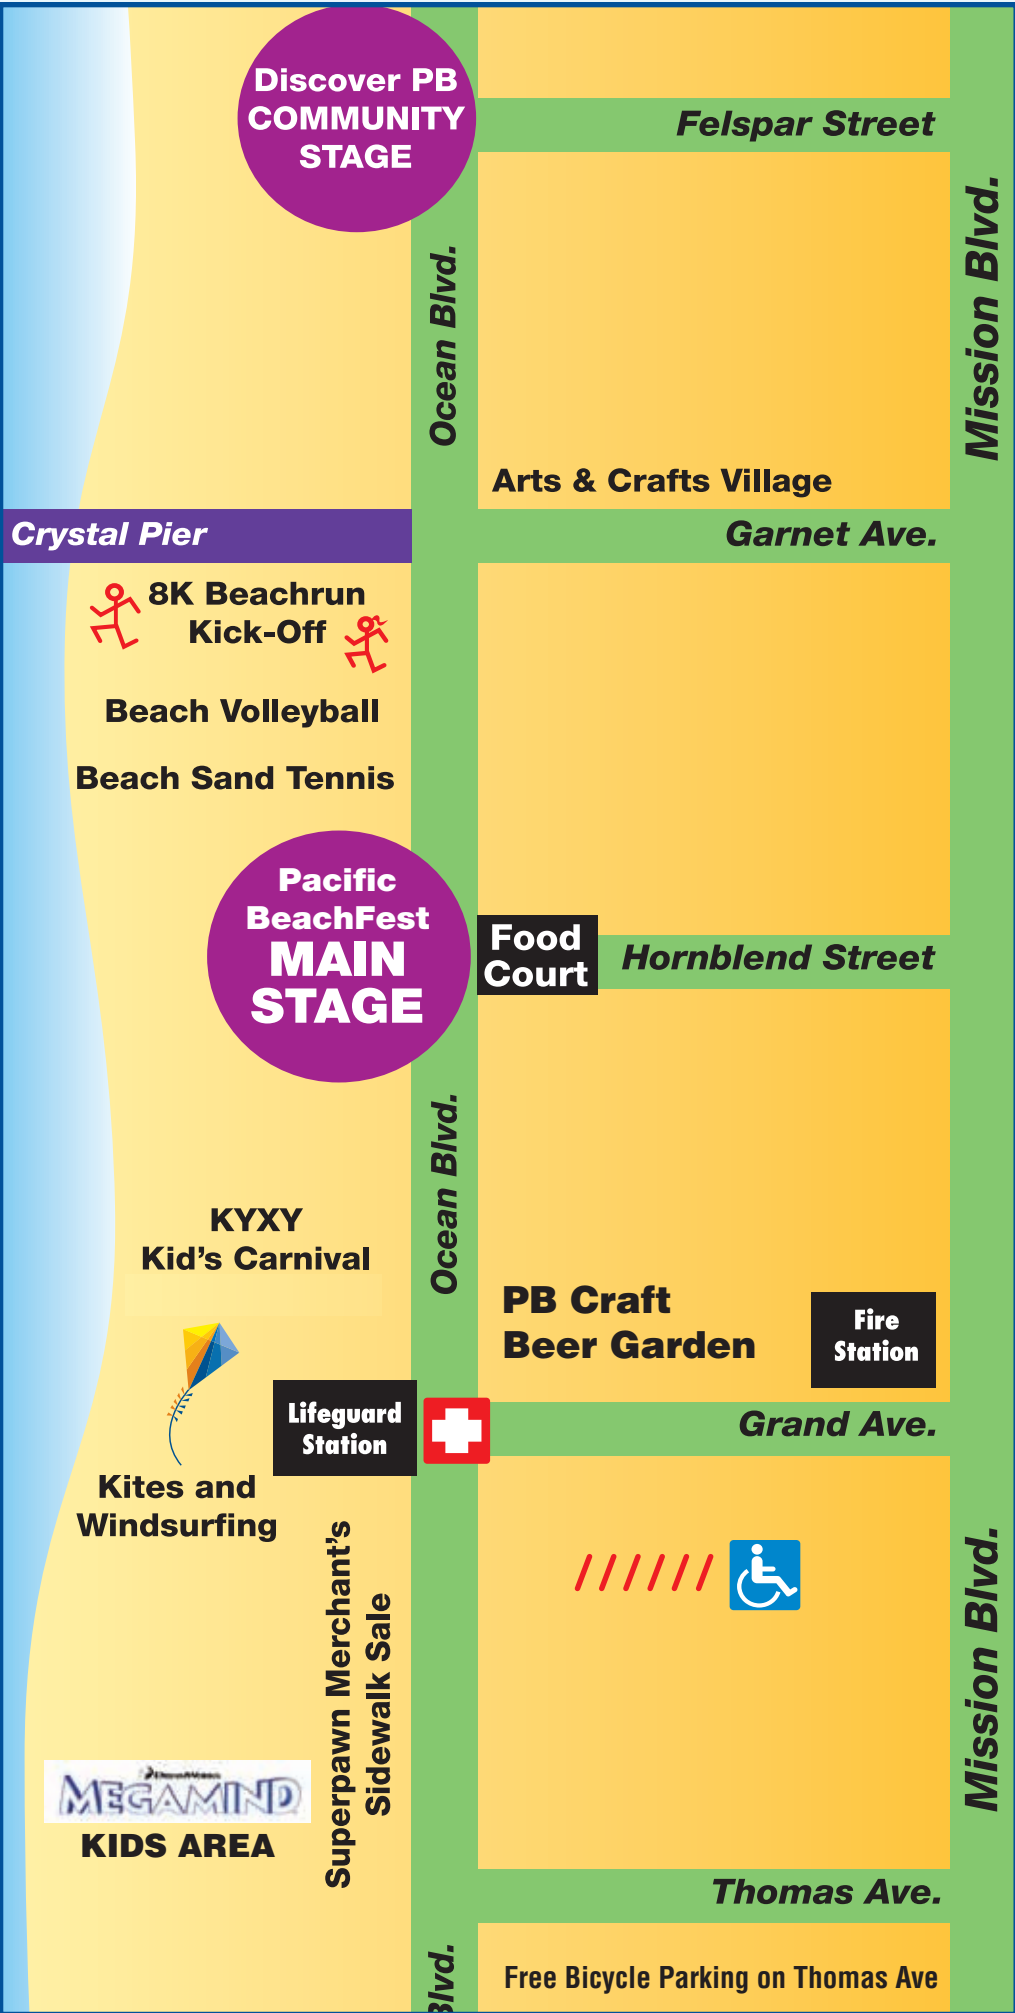 Discover PB
COMMUNITY
STAGE
Felspar Street
Mission Blvd.
Ocean Blvd.
Arts & Crafts Village
Crystal Pier
Garnet Ave.
8K Beachrun
Kick-Off
Beach Volleyball
Beach Sand Tennis
Pacific
BeachFest
MAIN
STAGE
Food
Court
Hornblend Street
Ocean Blvd.
KYXY
Kid's Carnival
PB Craft
Beer Garden
Fire
Station
Lifeguard
Station
Grand Ave.
Kites and
Windsurfing
Superpawn Merchant's
Sidewalk Sale
Mission Blvd.
DreamWorks
MEGAMIND
KIDS AREA
Thomas Ave.
Blvd.
Free Bicycle Parking on Thomas Ave